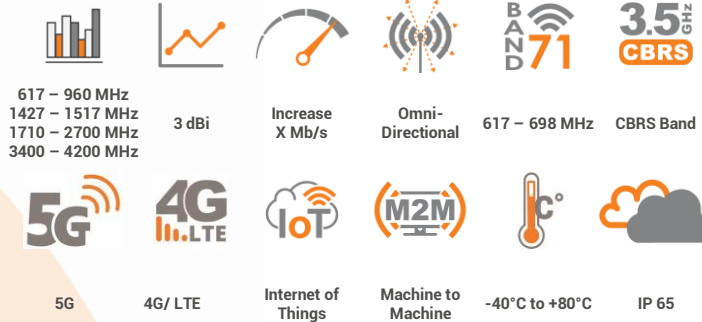 BAND 71
3.5 GHz
CBRS
617 – 960 MHz
1427 – 1517 MHz
1710 – 2700 MHz
3400 – 4200 MHz
3 dBi
Increase
X Mb/s
Omni-
Directional
617 – 698 MHz
CBRS Band
5G
4G
LTE
IoT
M2M
C°
5G
4G/ LTE
Internet of
Things
Machine to
Machine
-40°C to +80°C
IP 65